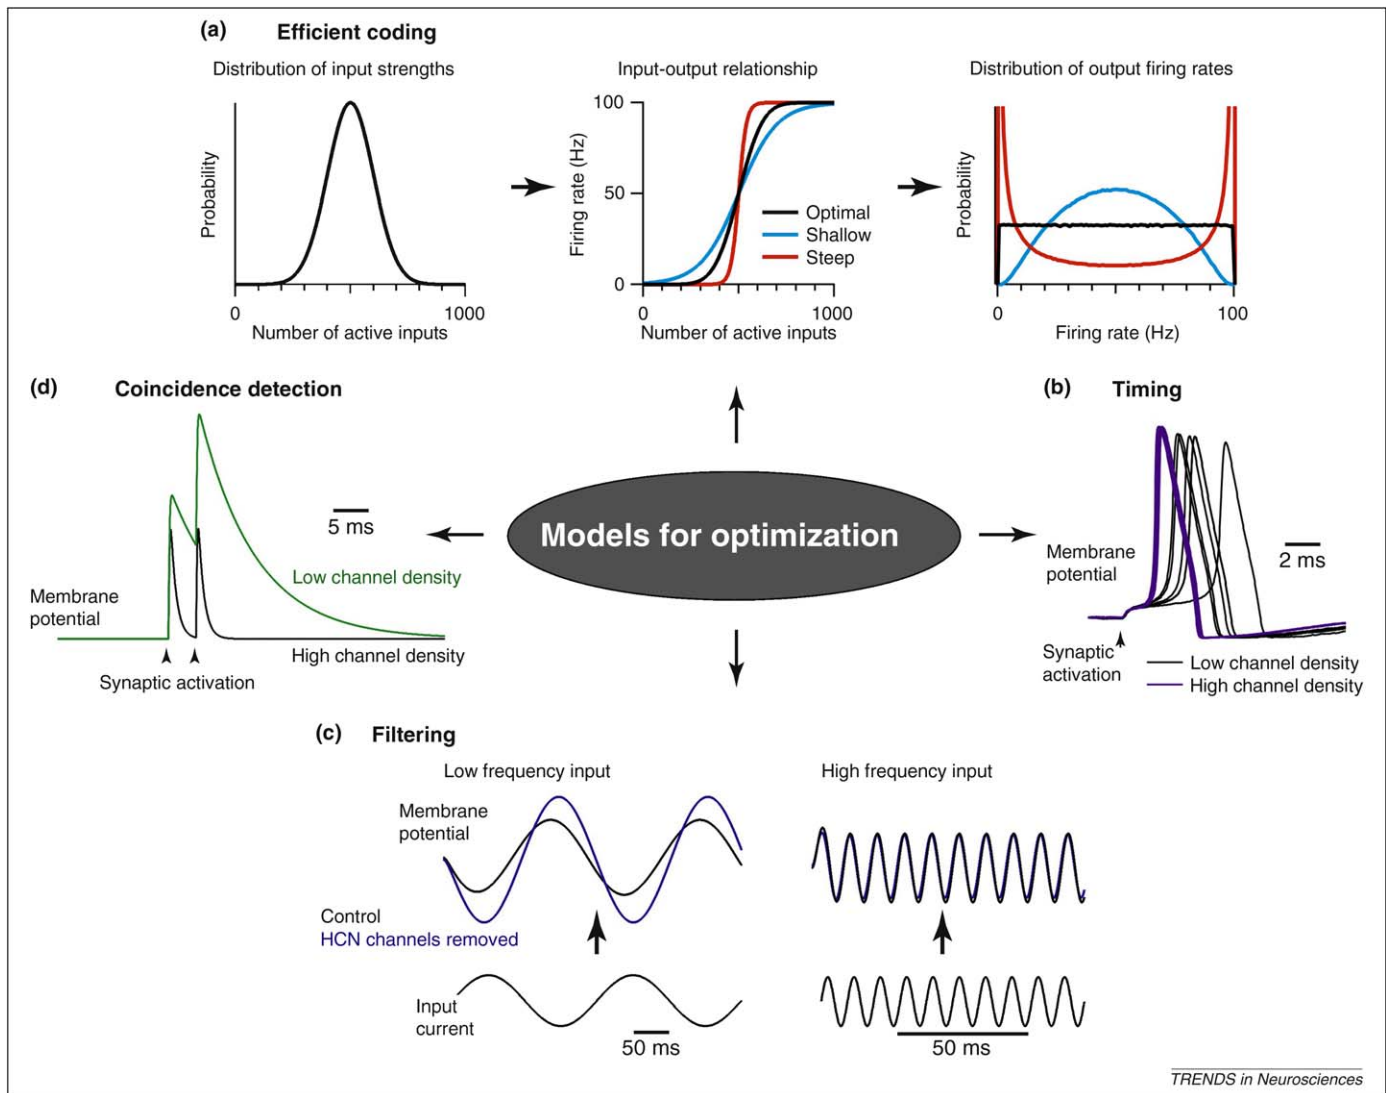 (a) Efficient coding
Distribution of input strengths
Probability
0
1000
Number of active inputs
Input-output relationship
Firing rate (Hz)
100
50
0
Optimal
Shallow
Steep
0
1000
Number of active inputs
Distribution of output firing rates
Probability
0
100
Firing rate (Hz)
(d) Coincidence detection
5 ms
Low channel density
Membrane
potential
High channel density
Synaptic activation
Models for optimization
(b) Timing
Membrane
potential
2 ms
Synaptic
activation
Low channel density
High channel density
(c) Filtering
Low frequency input
High frequency input
Membrane
potential
Control
HCN channels removed
Input
current
50 ms
50 ms
TRENDS in Neurosciences